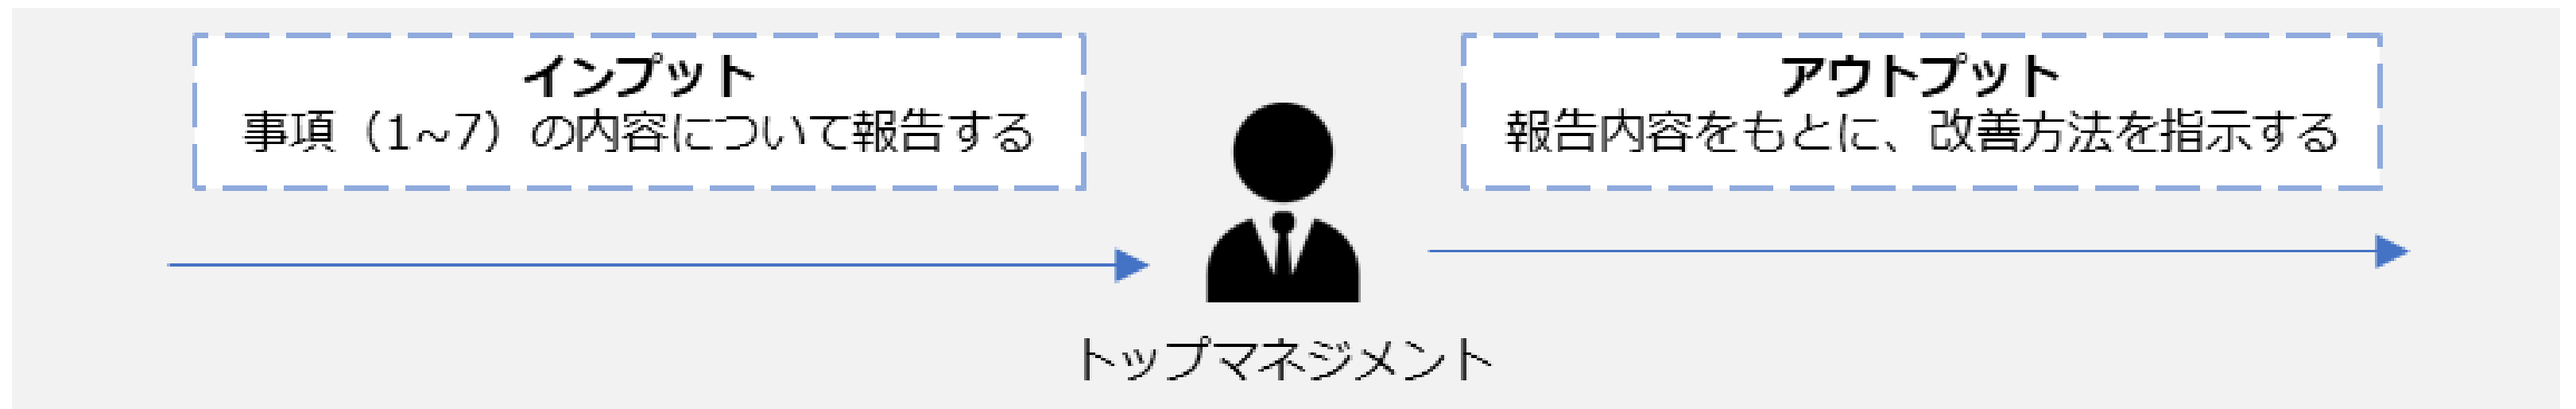 インプット
事項（1~7）の内容について報告する
アウトプット
報告内容をもとに、改善方法を指示する
トップマネジメント